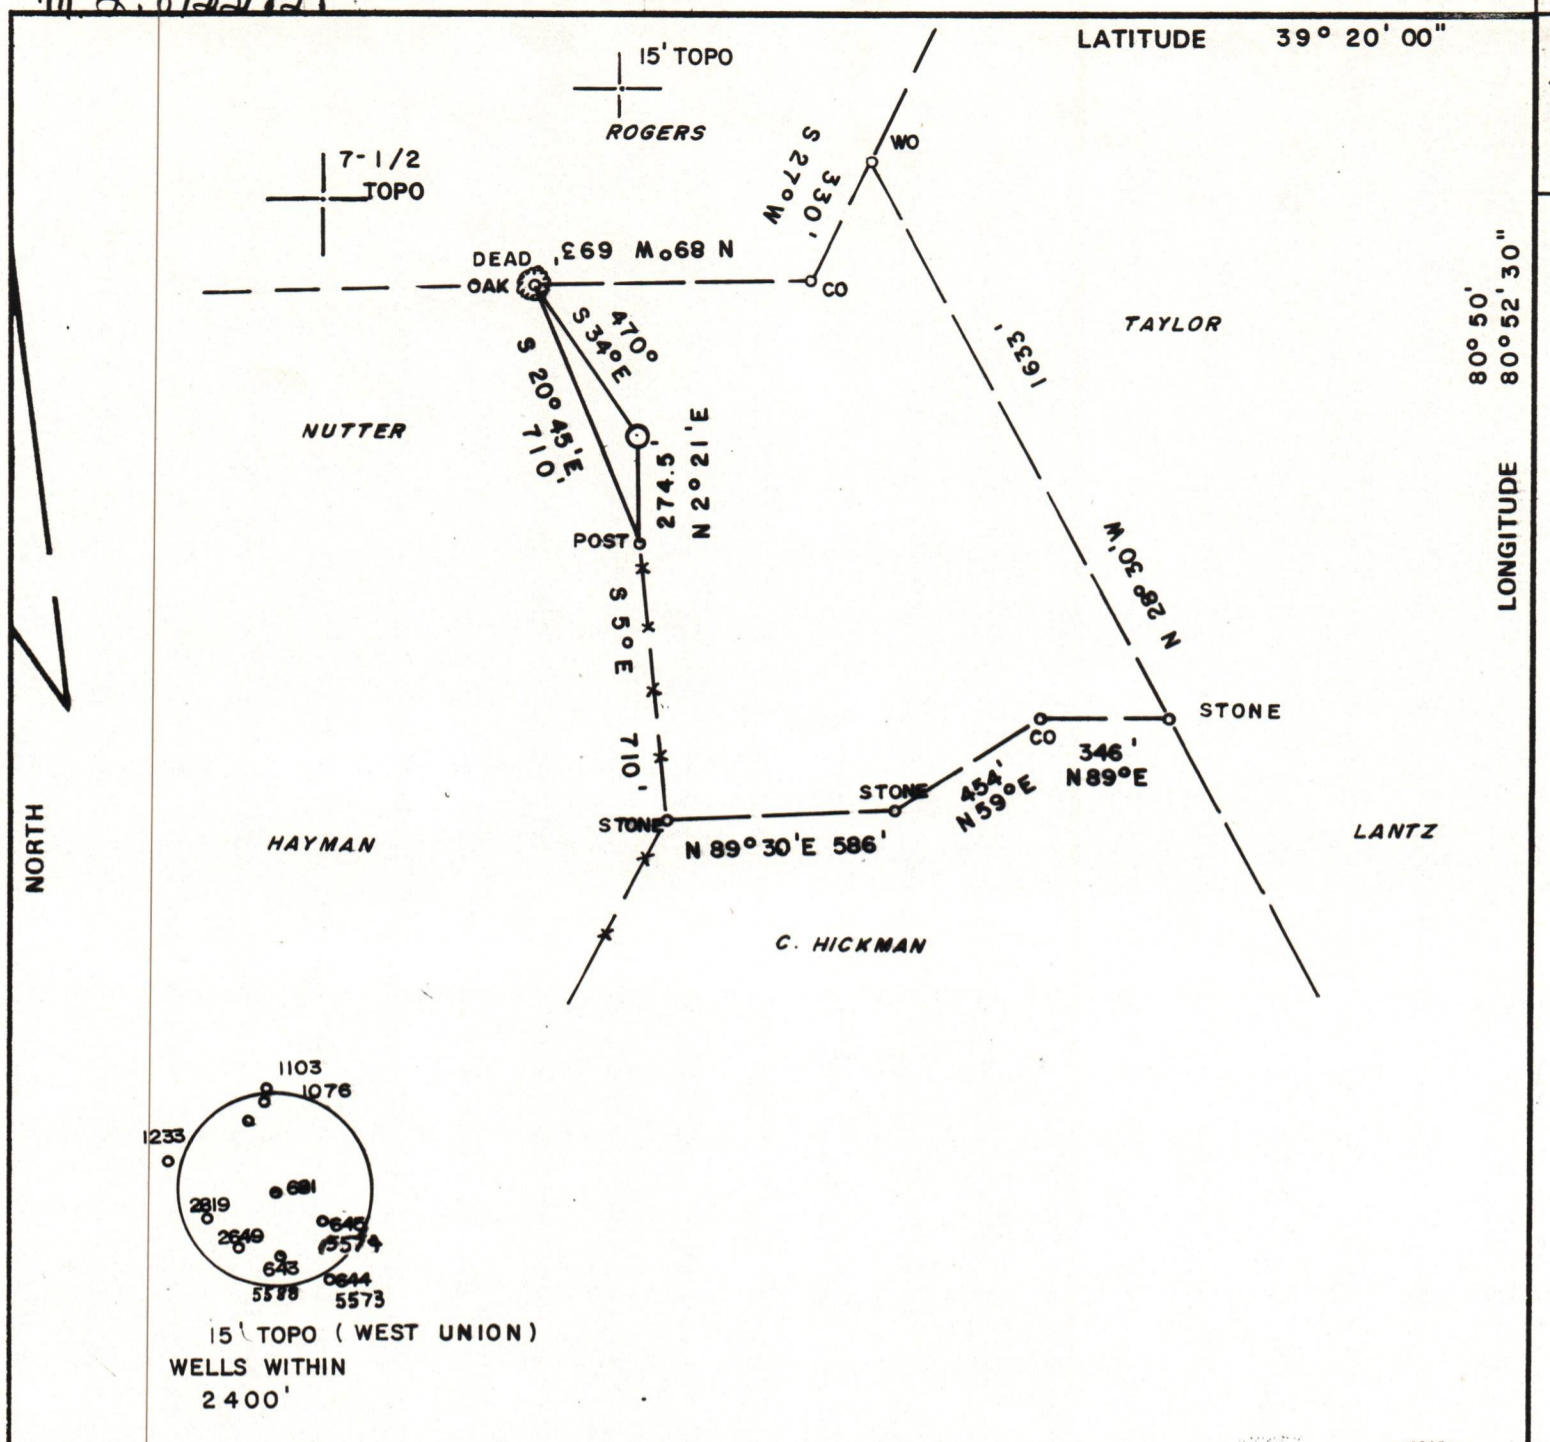 LATITUDE 39° 20' 00"
15' TOPO
ROGERS
7-1/2
TOPO
WO
S 27° W
330'
DEAD
OAK
N 89° W 693'
CO
TAYLOR
80° 50'
80° 52' 30"
LONGITUDE
470°
S 34° E
1633'
S 20° 45' E
710'
NUTTER
274.5'
N 2° 21' E
POST
N 28° 30' W
S 5° E 710'
STONE
CO
346'
N 89° E
STONE
454'
N 59° E
STONE
N 89° 30' E 586'
HAYMAN
LANTZ
NORTH
C. HICKMAN
1103
1076
1233
681
2819
2649
645
5574
643
5588
644
5573
15' TOPO (WEST UNION)
WELLS WITHIN
2400'